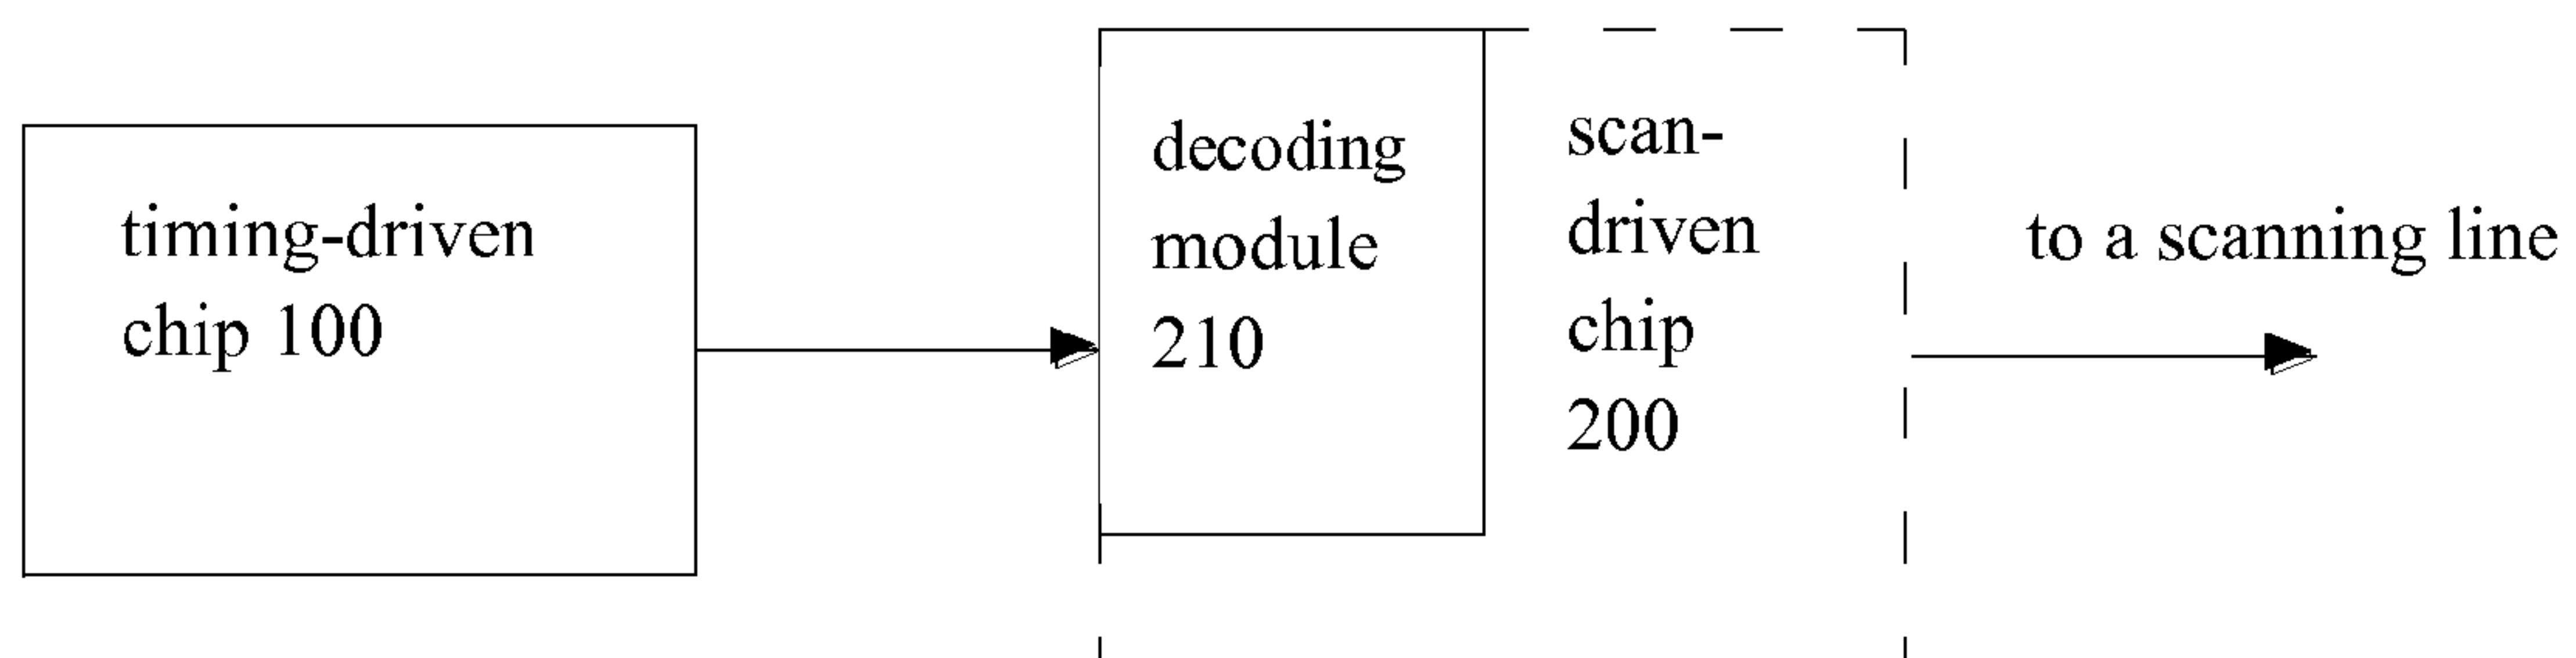 timing-driven
chip 100
decoding
module
210
scan-
driven
chip
200
to a scanning line